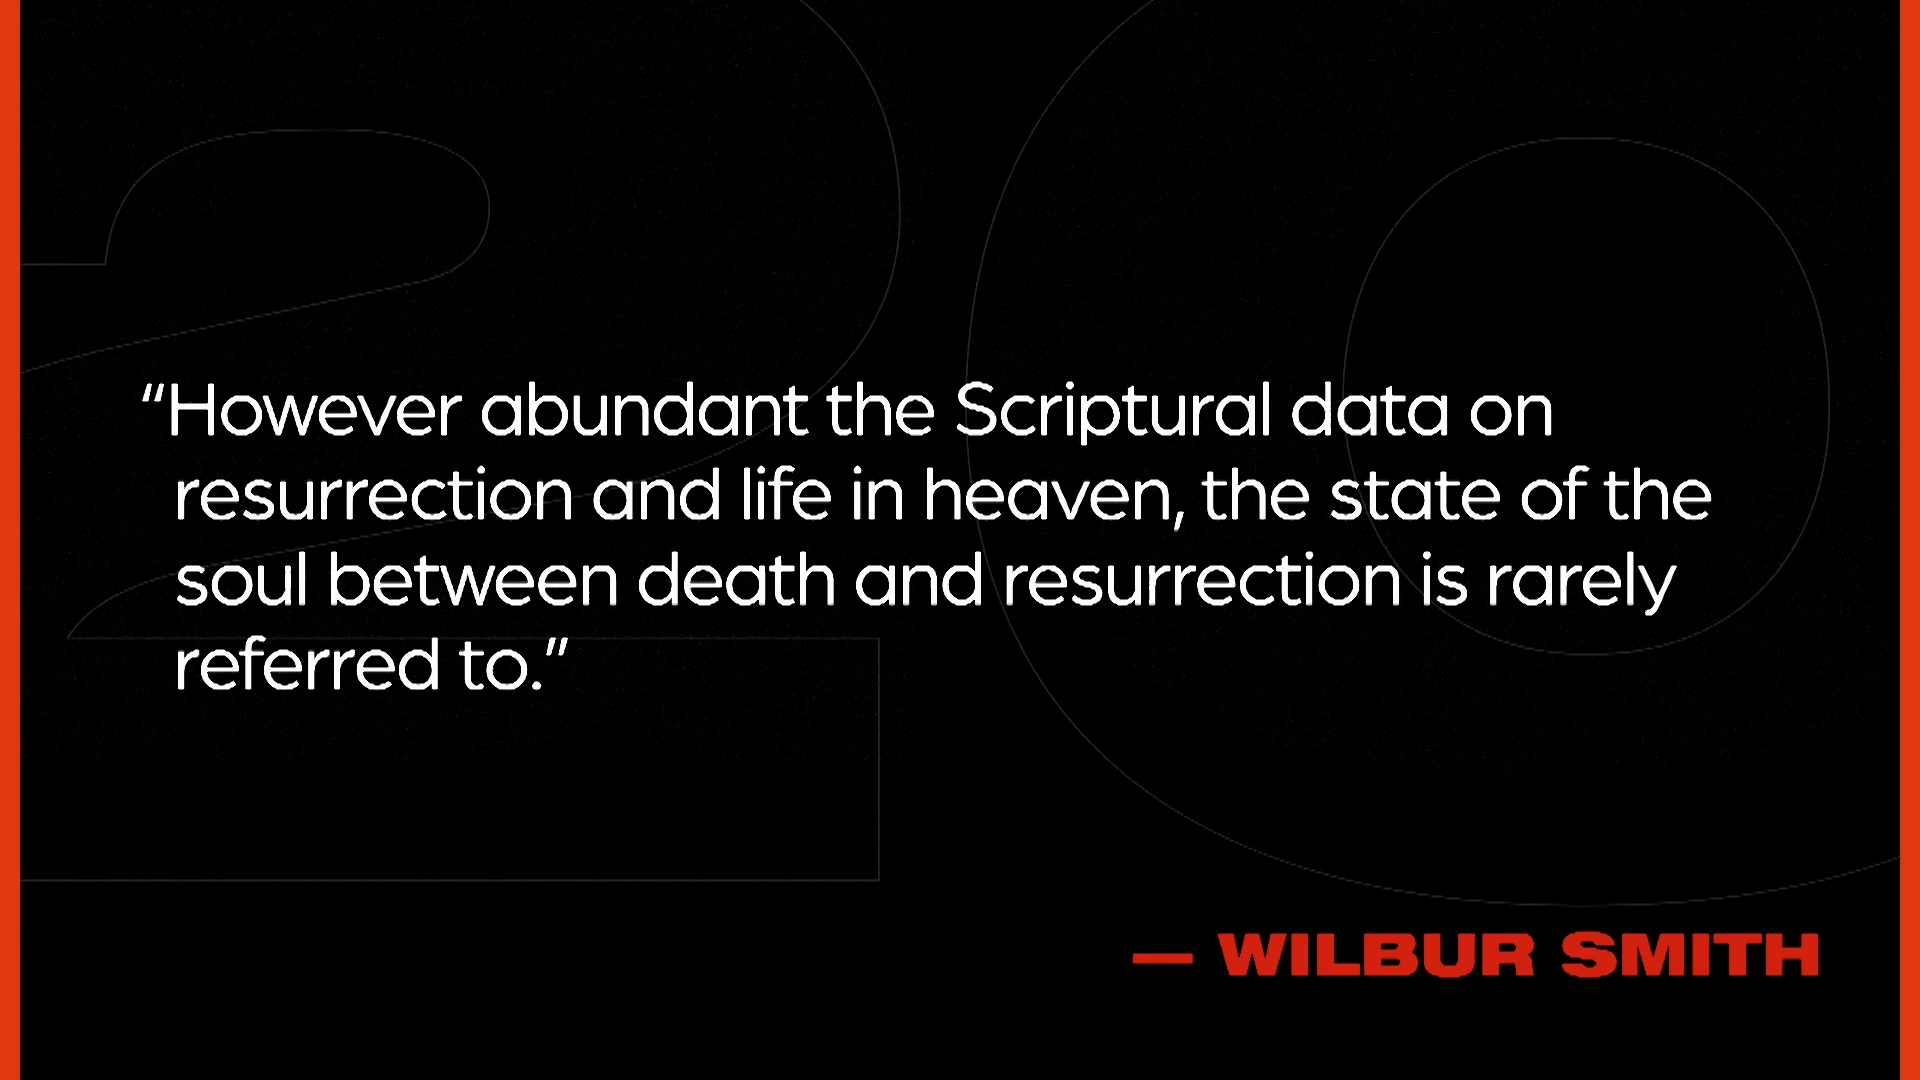 20
“However abundant the Scriptural data on
resurrection and life in heaven, the state of the
soul between death and resurrection is rarely
referred to.”
— WILBUR SMITH